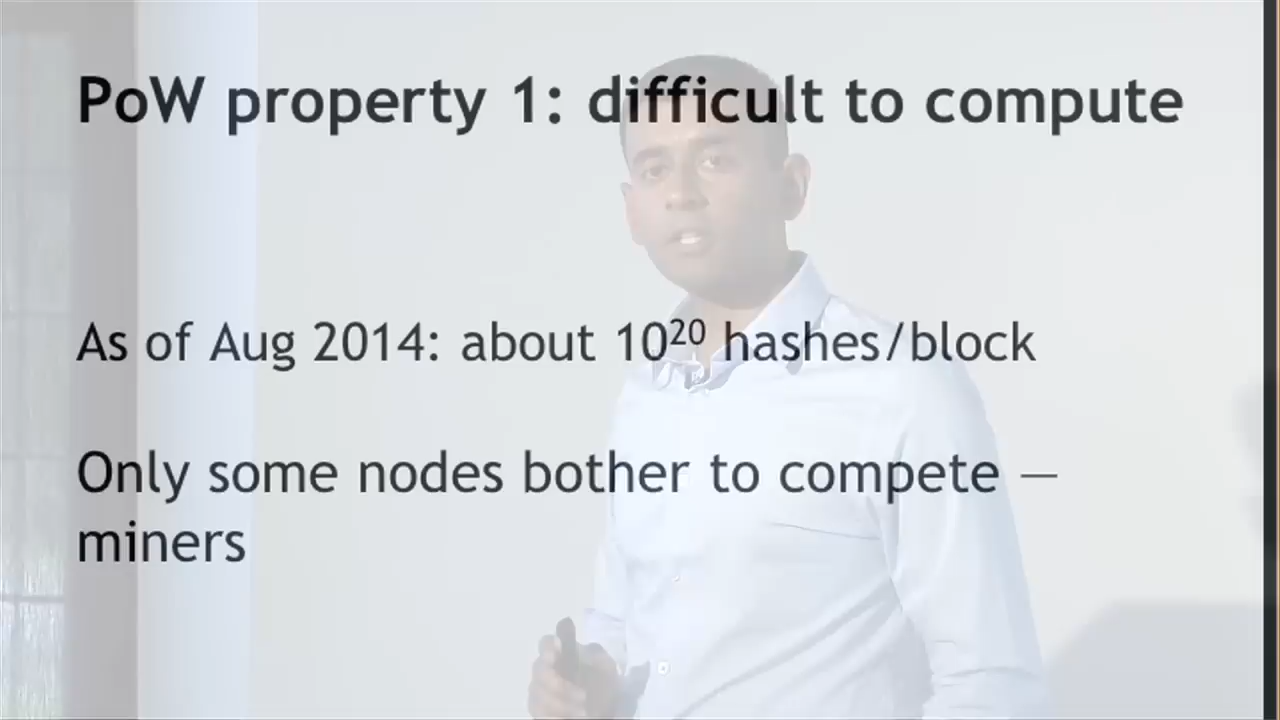 PoW property 1: difficult to compute
As of Aug 2014: about 10²⁰ hashes/block
Only some nodes bother to compete —
miners